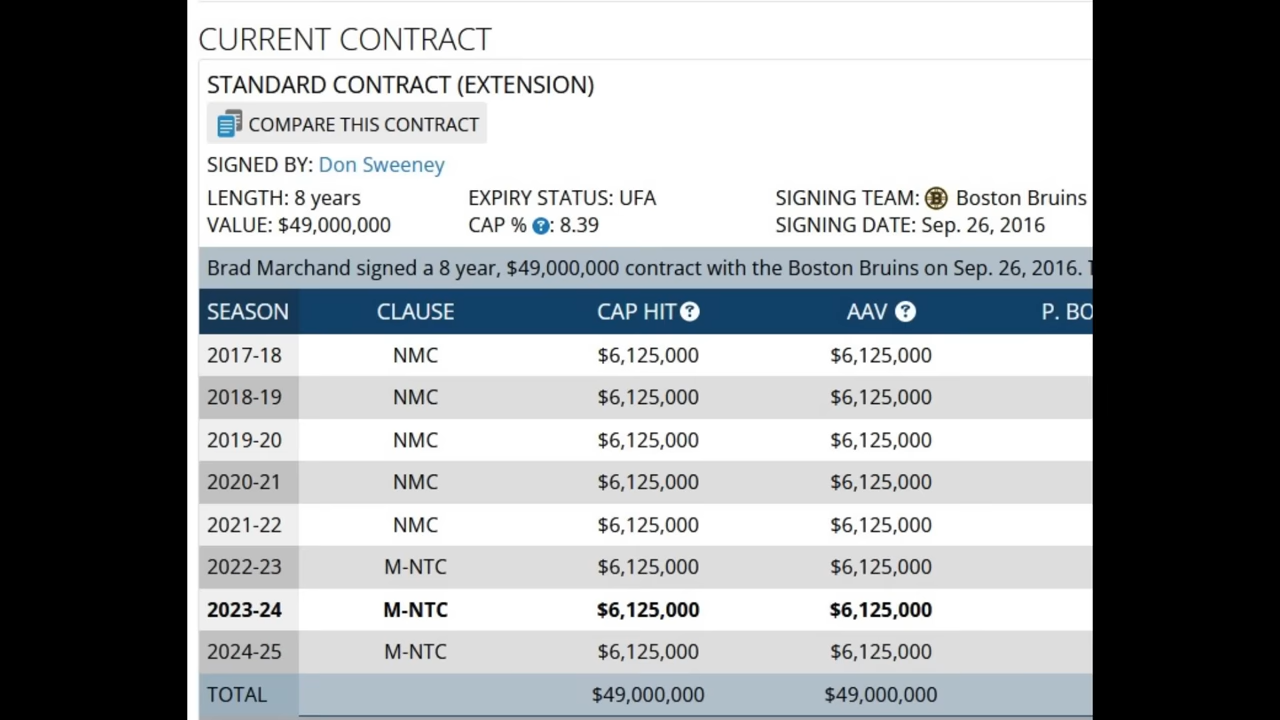 CURRENT CONTRACT
STANDARD CONTRACT (EXTENSION)
COMPARE THIS CONTRACT
SIGNED BY: Don Sweeney
LENGTH: 8 years EXPIRY STATUS: UFA SIGNING TEAM: Boston Bruins
VALUE: $49,000,000 CAP % ?: 8.39 SIGNING DATE: Sep. 26, 2016
Brad Marchand signed a 8 year, $49,000,000 contract with the Boston Bruins on Sep. 26, 2016.
SEASON CLAUSE CAP HIT ? AAV ? P. BO
2017-18 NMC $6,125,000 $6,125,000
2018-19 NMC $6,125,000 $6,125,000
2019-20 NMC $6,125,000 $6,125,000
2020-21 NMC $6,125,000 $6,125,000
2021-22 NMC $6,125,000 $6,125,000
2022-23 M-NTC $6,125,000 $6,125,000
2023-24 M-NTC $6,125,000 $6,125,000
2024-25 M-NTC $6,125,000 $6,125,000
TOTAL $49,000,000 $49,000,000